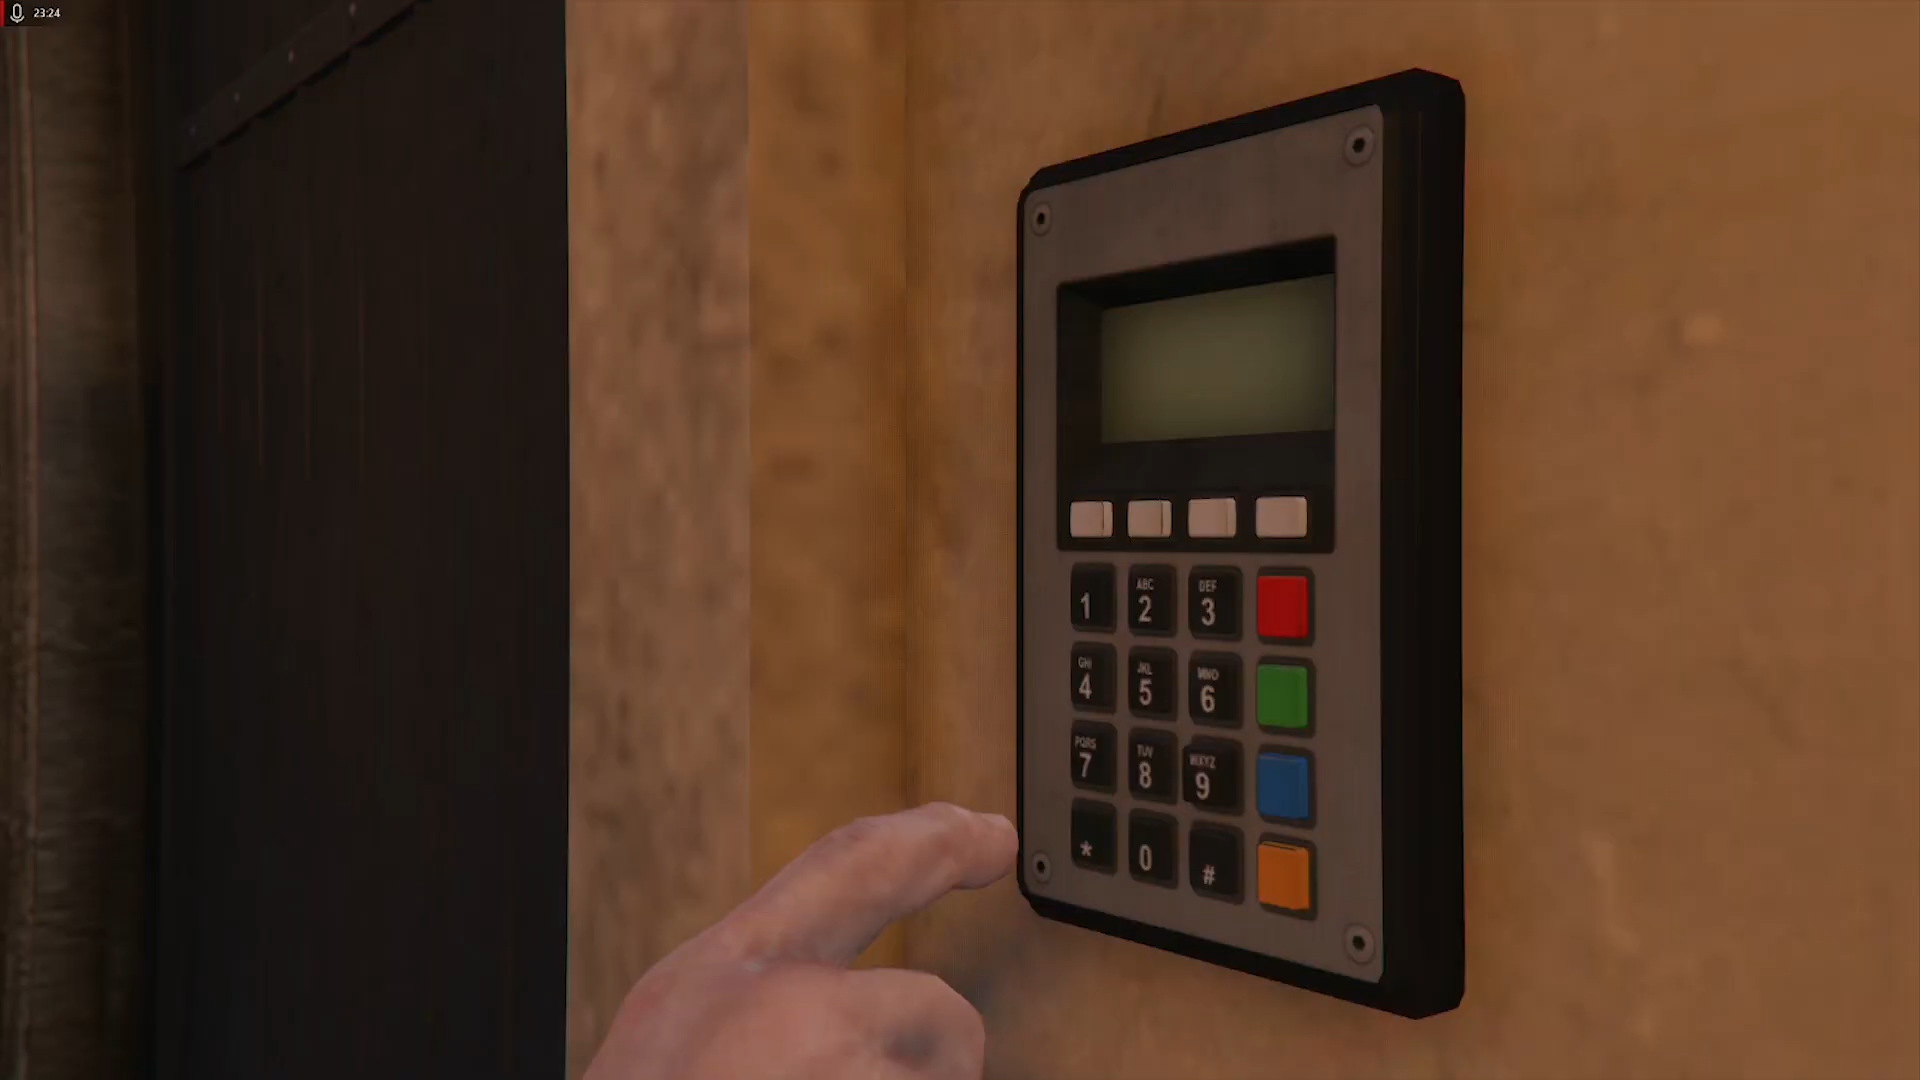 23:24
1 ABC 2 DEF 3
GHI 4 JKL 5 MNO 6
PQRS 7 TUV 8 WXYZ 9
* 0 #